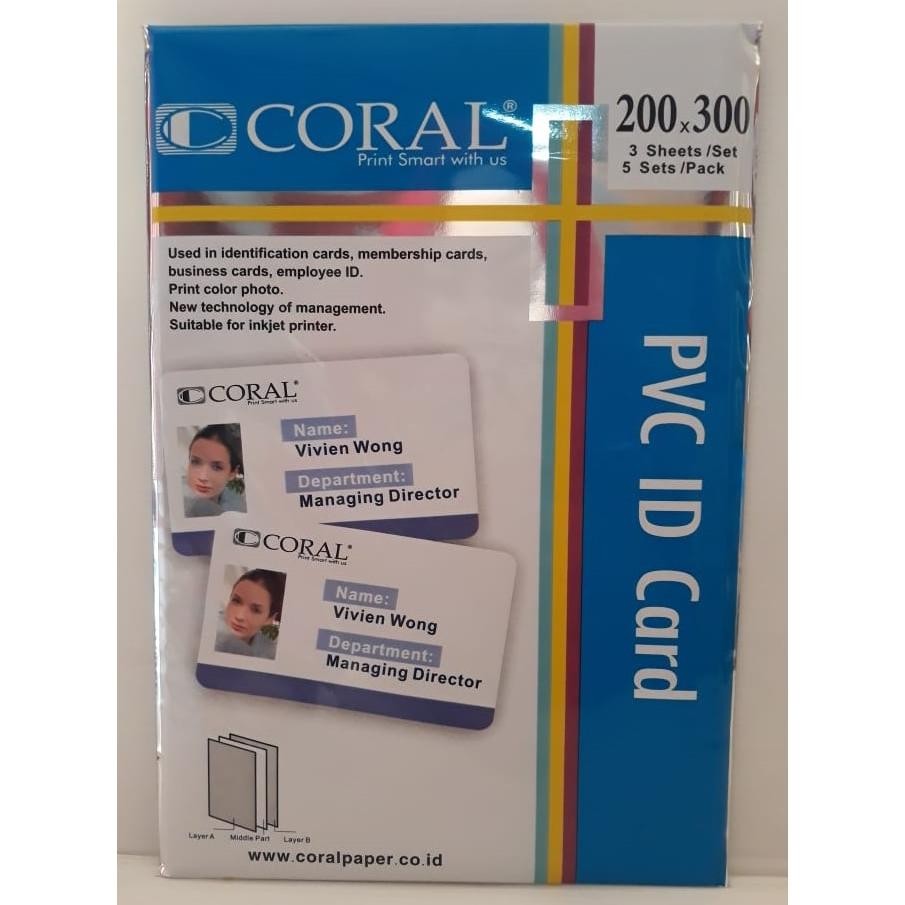 CORAL®
Print Smart with us
200x300
3 Sheets /Set
5 Sets /Pack
Used in identification cards, membership cards,
business cards, employee ID.
Print color photo.
New technology of management.
Suitable for inkjet printer.
PVC ID Card
CORAL®
Print Smart with us
Name:
Vivien Wong
Department:
Managing Director
CORAL®
Print Smart with us
Name:
Vivien Wong
Department:
Managing Director
Layer A Middle Part Layer B
www.coralpaper.co.id